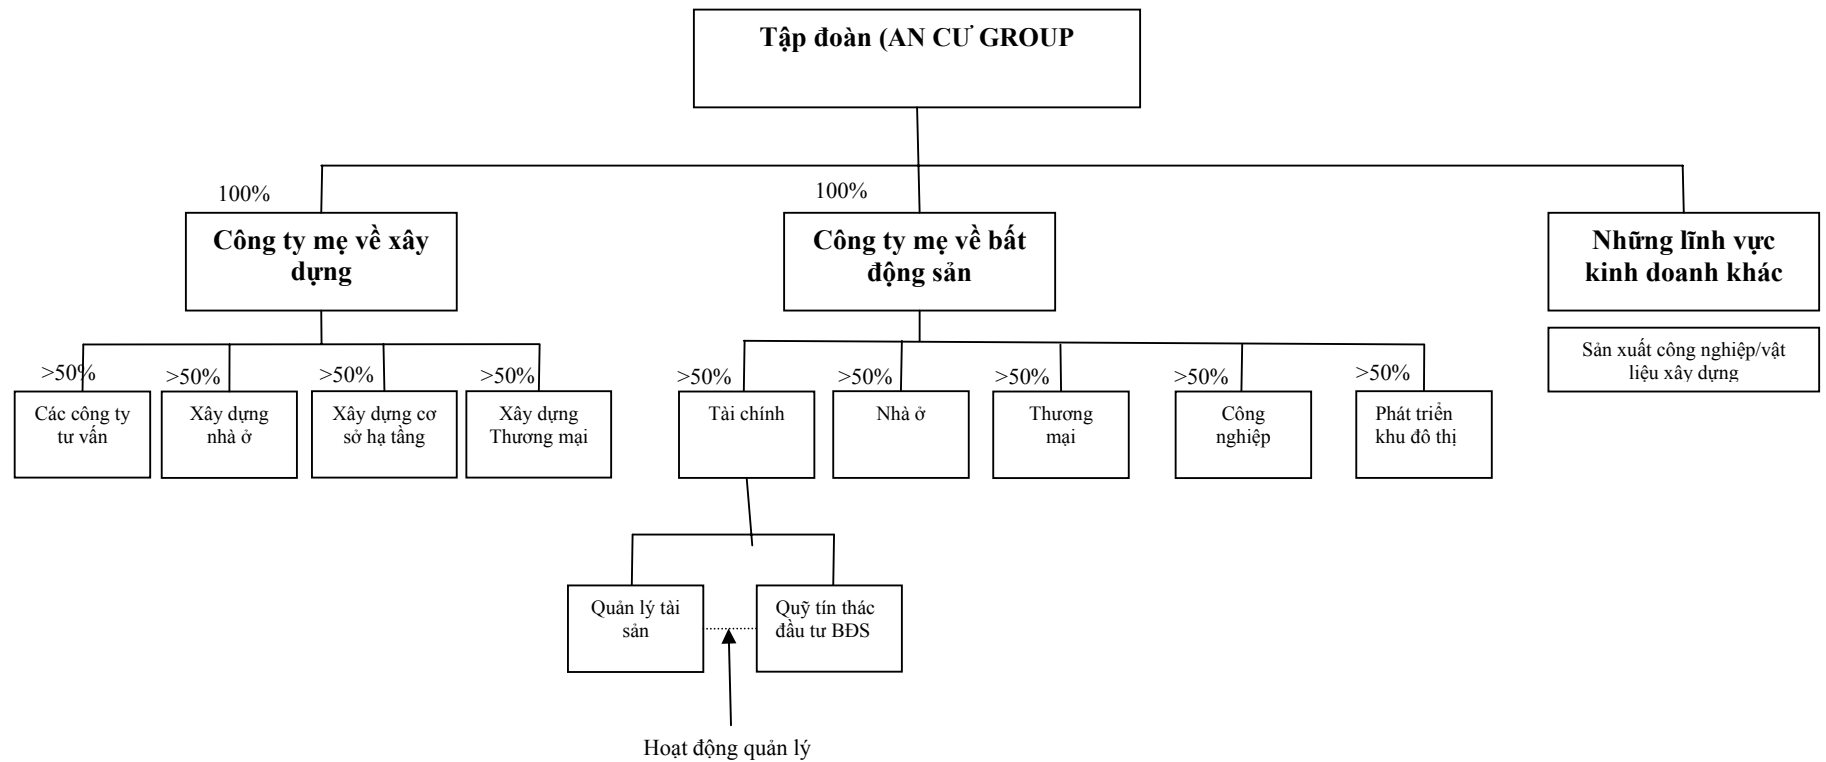 Tập đoàn (AN CƯ GROUP
100%
100%
Công ty mẹ về xây
dựng
Công ty mẹ về bất
động sản
Những lĩnh vực
kinh doanh khác
Sản xuất công nghiệp/vật
liệu xây dựng
>50%
>50%
>50%
>50%
>50%
>50%
>50%
>50%
>50%
Các công ty
tư vấn
Xây dựng
nhà ở
Xây dựng cơ
sở hạ tầng
Xây dựng
Thương mại
Tài chính
Nhà ở
Thương
mại
Công
nghiệp
Phát triển
khu đô thị
Quản lý tài
sản
Quỹ tín thác
đầu tư BĐS
Hoạt động quản lý